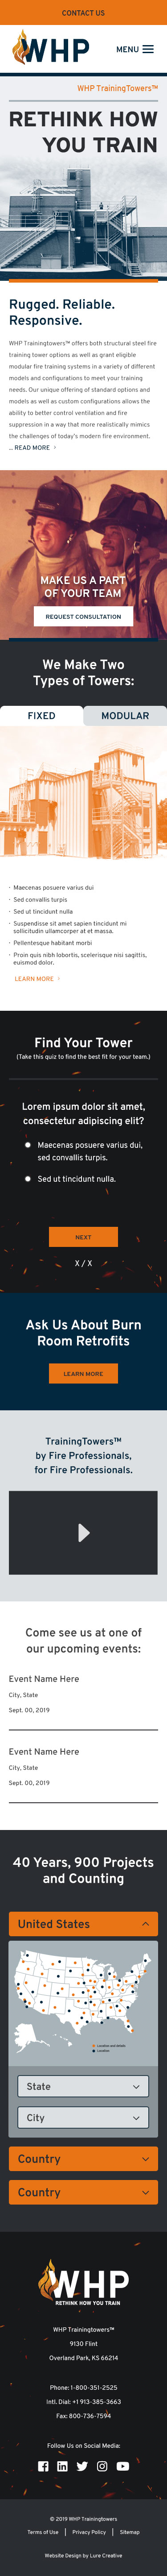 CONTACT US
WHP
MENU
WHP TrainingTowers™
RETHINK HOW
YOU TRAIN
Rugged. Reliable.
Responsive.
WHP Trainingtowers™ offers both structural steel fire
training tower options as well as grant eligible
modular fire training systems in a variety of different
models and configurations to meet your training
needs. Our unique offering of standard options and
models as well as custom configurations allows the
ability to better control ventilation and fire
suppression in a way that more realistically mimics
the challenges of today's modern fire environment.
... READ MORE >
MAKE US A PART
OF YOUR TEAM
REQUEST CONSULTATION
We Make Two
Types of Towers:
FIXED
MODULAR
· Maecenas posuere varius dui
· Sed convallis turpis
· Sed ut tincidunt nulla
· Suspendisse sit amet sapien tincidunt mi
sollicitudin ullamcorper at et massa.
· Pellentesque habitant morbi
· Proin quis nibh lobortis, scelerisque nisi sagittis,
euismod dolor.
LEARN MORE >
Find Your Tower
(Take this quiz to find the best fit for your team.)
Lorem ipsum dolor sit amet,
consectetur adipiscing elit?
Maecenas posuere varius dui,
sed convallis turpis.
Sed ut tincidunt nulla.
NEXT
X / X
Ask Us About Burn
Room Retrofits
LEARN MORE
TrainingTowers™
by Fire Professionals,
for Fire Professionals.
Come see us at one of
our upcoming events:
Event Name Here
City, State
Sept. 00, 2019
Event Name Here
City, State
Sept. 00, 2019
40 Years, 900 Projects
and Counting
United States
State
City
Country
Country
WHP
RETHINK HOW YOU TRAIN
WHP Trainingtowers™
9130 Flint
Overland Park, KS 66214
Phone: 1-800-351-2525
Intl. Dial: +1 913-385-3663
Fax: 800-736-7594
Follow Us on Social Media:
© 2019 WHP Trainingtowers
Terms of Use | Privacy Policy | Sitemap
Website Design by Lure Creative